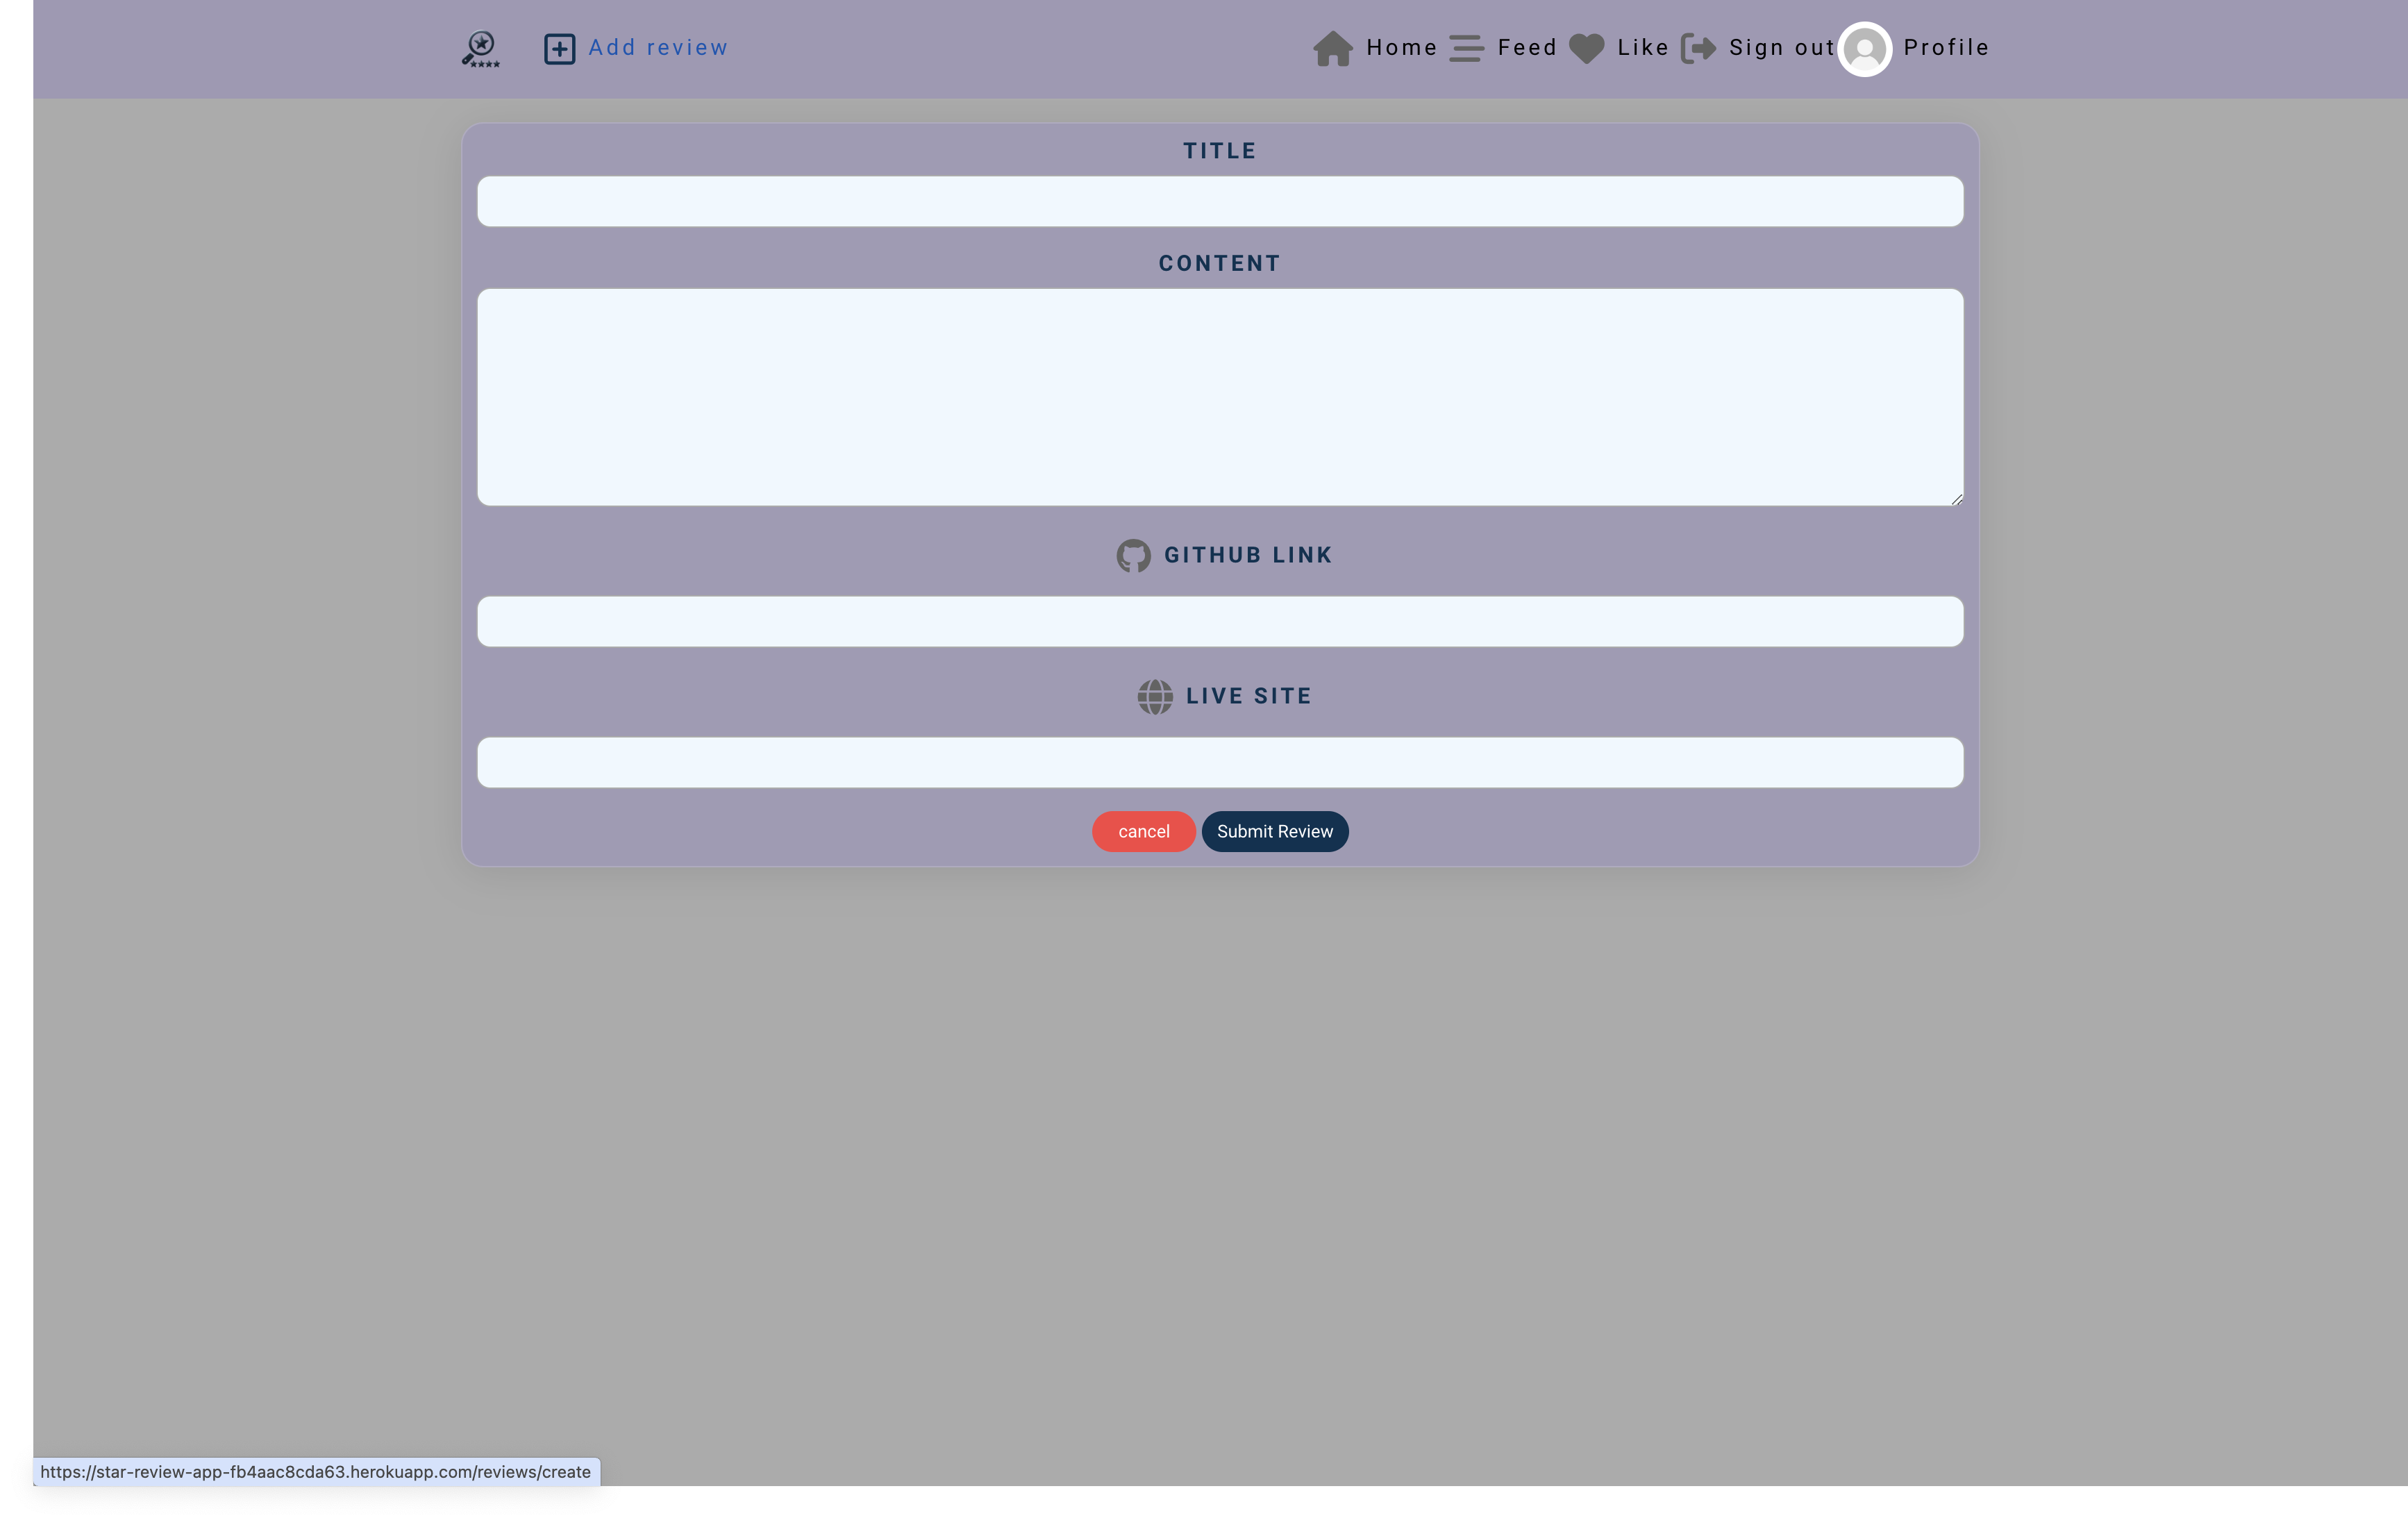 Add review
Home
Feed
Like
Sign out
Profile
TITLE
CONTENT
GITHUB LINK
LIVE SITE
cancel
Submit Review
https://star-review-app-fb4aac8cda63.herokuapp.com/reviews/create